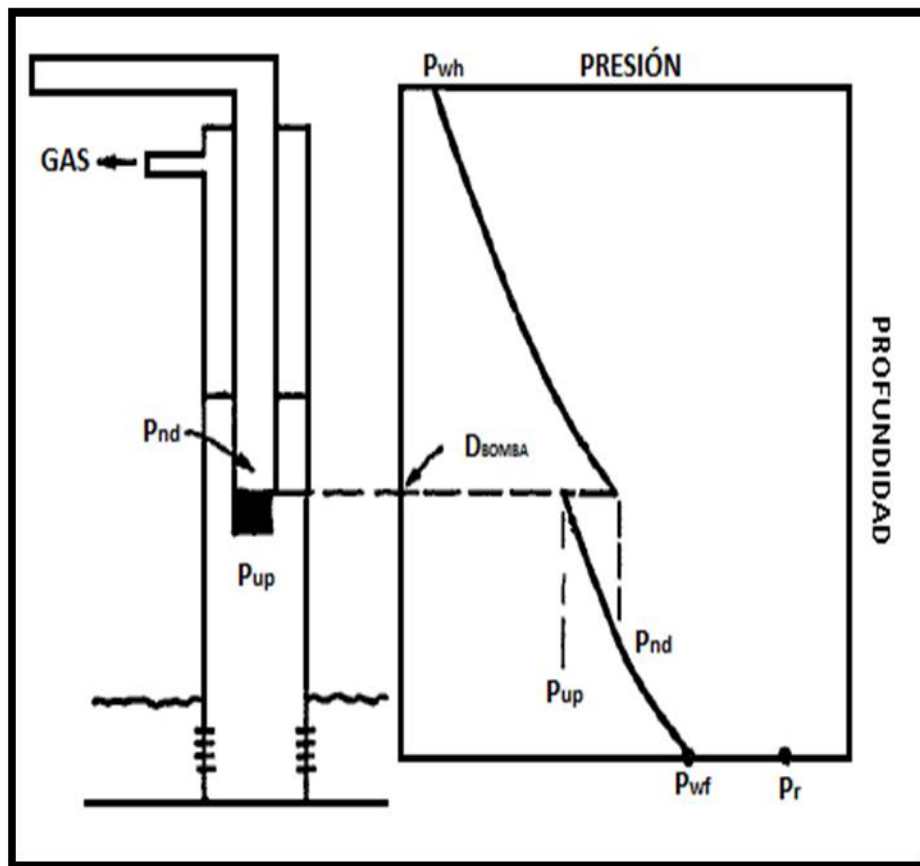 Pwh
PRESIÓN
GAS
Pnd
DBOMBA
Pup
Pnd
Pup
Pwf
Pr
PROFUNDIDAD